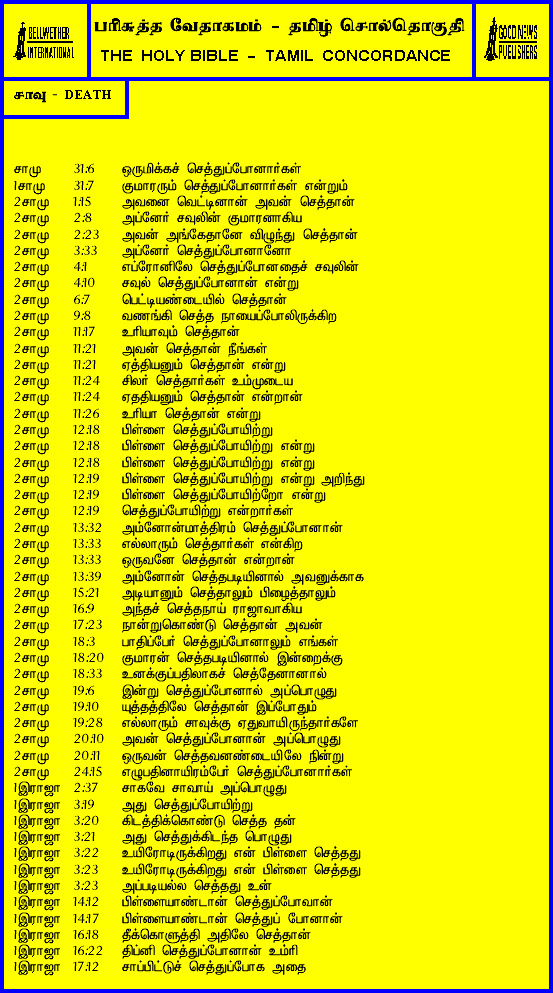 BELLWETHER
INTERNATIONAL
பரிசுத்த வேதாகமம் - தமிழ் சொல்தொகுதி
THE HOLY BIBLE - TAMIL CONCORDANCE
GOOD NEWS
PUBLISHERS
சாவு - DEATH
சாமு 31:6 ஒருமிக்கச் செத்துப்போனார்கள்
1சாமு 31:7 குமாரரும் செத்துப்போனார்கள் என்றும்
2சாமு 1:15 அவனை வெட்டினான் அவன் செத்தான்
2சாமு 2:8 அப்னேர் சவுலின் குமாரனாகிய
2சாமு 2:23 அவன் அங்கேதானே விழுந்து செத்தான்
2சாமு 3:33 அப்னேர் செத்துப்போனானோ
2சாமு 4:1 எப்ரோனிலே செத்துப்போனதைச் சவுலின்
2சாமு 4:10 சவுல் செத்துப்போனான் என்று
2சாமு 6:7 பெட்டியண்டையில் செத்தான்
2சாமு 9:8 வணங்கி செத்த நாயைப்போலிருக்கிற
2சாமு 11:17 உரியாவும் செத்தான்
2சாமு 11:21 அவன் செத்தான் நீங்கள்
2சாமு 11:21 ஏத்தியனும் செத்தான் என்று
2சாமு 11:24 சிலர் செத்தார்கள் உம்முடைய
2சாமு 11:24 ஏததியனும் செத்தான் என்றான்
2சாமு 11:26 உரியா செத்தான் என்று
2சாமு 12:18 பிள்ளை செத்துப்போயிற்று
2சாமு 12:18 பிள்ளை செத்துப்போயிற்று என்று
2சாமு 12:18 பிள்ளை செத்துப்போயிற்று என்று
2சாமு 12:19 பிள்ளை செத்துப்போயிற்று என்று அறிந்து
2சாமு 12:19 பிள்ளை செத்துப்போயிற்றோ என்று
2சாமு 12:19 செத்துப்போயிற்று என்றார்கள்
2சாமு 13:32 அம்னோன்மாத்திரம் செத்துப்போனான்
2சாமு 13:33 எல்லாரும் செத்தார்கள் என்கிற
2சாமு 13:33 ஒருவனே செத்தான் என்றான்
2சாமு 13:39 அம்னோன் செத்தபடியினால் அவனுக்காக
2சாமு 15:21 அடியானும் செத்தாலும் பிழைத்தாலும்
2சாமு 16:9 அந்தச் செத்தநாய் ராஜாவாகிய
2சாமு 17:23 நான்றுகொண்டு செத்தான் அவன்
2சாமு 18:3 பாதிப்பேர் செத்துப்போனாலும் எங்கள்
2சாமு 18:20 குமாரன் செத்தபடியினால் இன்றைக்கு
2சாமு 18:33 உனக்குப்பதிலாகச் செத்தேனானால்
2சாமு 19:6 இன்று செத்துப்போனால் அப்பொழுது
2சாமு 19:10 யுத்தத்திலே செத்தான் இப்போதும்
2சாமு 19:28 எல்லாரும் சாவுக்கு ஏதுவாயிருந்தார்களே
2சாமு 20:10 அவன் செத்துப்போனான் அப்பொழுது
2சாமு 20:11 ஒருவன் செத்தவனண்டையிலே நின்று
2சாமு 24:15 எழுபதினாயிரம்பேர் செத்துப்போனார்கள்
1இராஜா 2:37 சாகவே சாவாய் அப்பொழுது
1இராஜா 3:19 அது செத்துப்போயிற்று
1இராஜா 3:20 கிடத்திக்கொண்டு செத்த தன்
1இராஜா 3:21 அது செத்துக்கிடந்த பொழுது
1இராஜா 3:22 உயிரோடிருக்கிறது என் பிள்ளை செத்தது
1இராஜா 3:23 உயிரோடிருக்கிறது என் பிள்ளை செத்தது
1இராஜா 3:23 அப்படியல்ல செத்தது உன்
1இராஜா 14:12 பிள்ளையாண்டான் செத்துப்போவான்
1இராஜா 14:17 பிள்ளையாண்டான் செத்துப் போனான்
1இராஜா 16:18 தீக்கொளுத்தி அதிலே செத்தான்
1இராஜா 16:22 திப்னி செத்துப்போனான் உம்ரி
1இராஜா 17:12 சாப்பிட்டுச் செத்துப்போக அதை